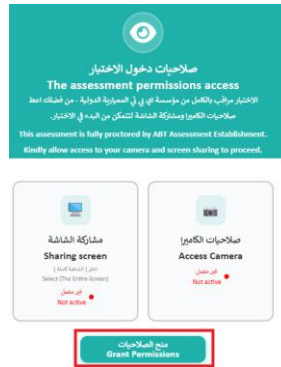 صلاحيات دخول الاختبار
The assessment permissions access
الاختبار مراقب بالكامل من مؤسسة اي بي تي المعيارية الدولية - من فضلك اعط
صلاحيات الكاميرا ومشاركة الشاشة لتتمكن من البدء في الاختبار.
This assessment is fully proctored by ABT Assessment Establishment.
Kindly allow access to your camera and screen sharing to proceed.
صلاحيات الكاميرا
Access Camera
غير مفعل
Not active
مشاركة الشاشة
Sharing screen
اختر [ الشاشة كاملة ]
Select (The Entire Screen)
غير مفعل
Not active
منح الصلاحيات
Grant Permissions